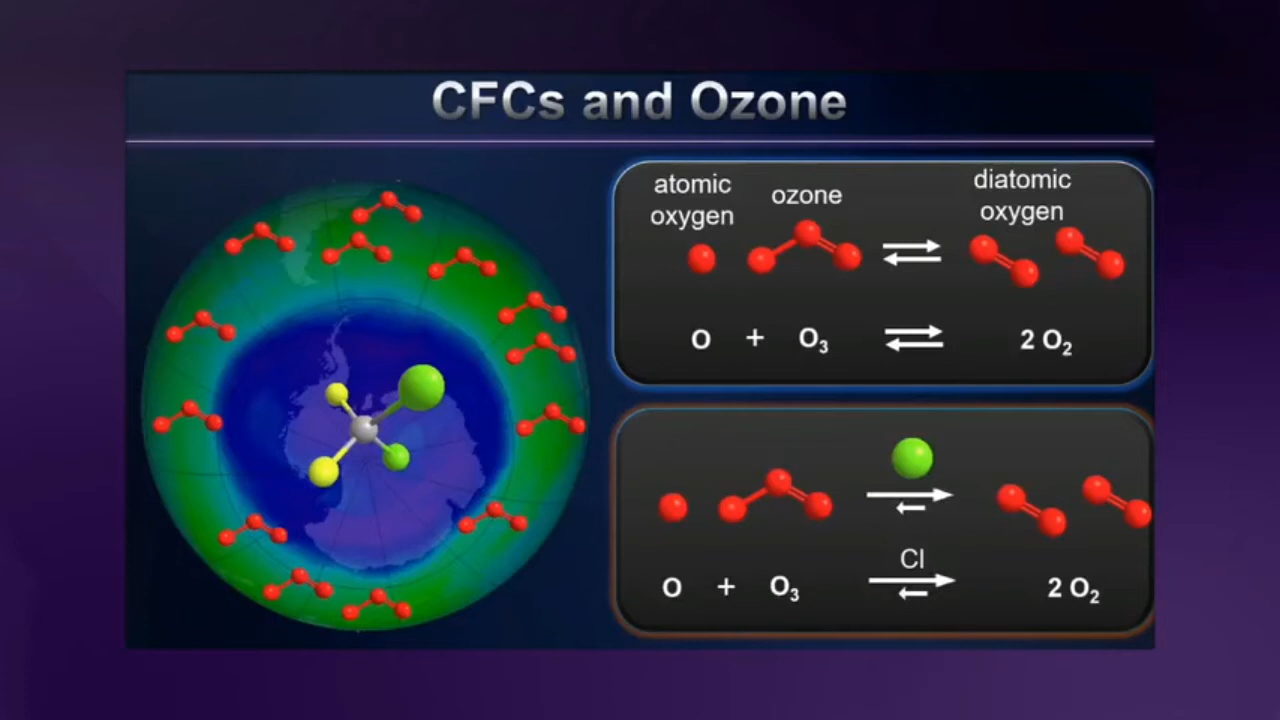 CFCs and Ozone
atomic
oxygen
ozone
diatomic
oxygen
O + O₃ ⇌ 2 O₂
Cl
O + O₃ ⇌ 2 O₂